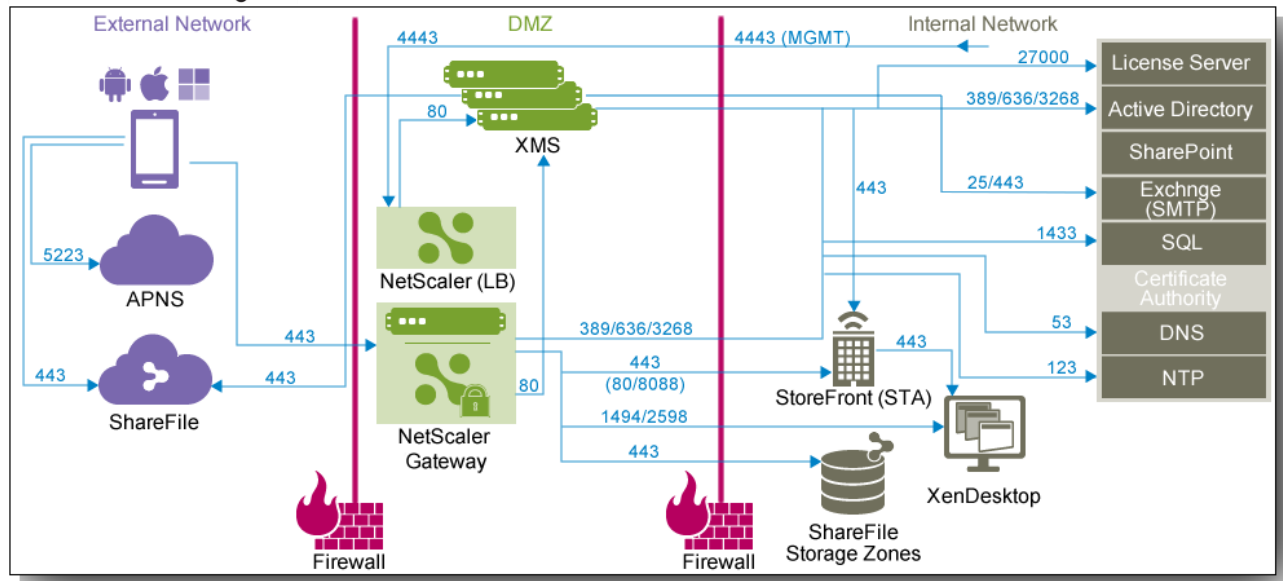 External Network
DMZ
Internal Network
4443
4443 (MGMT)
27000
License Server
389/636/3268
Active Directory
80
XMS
SharePoint
443
25/443
Exchnge
(SMTP)
1433
SQL
5223
NetScaler (LB)
APNS
Certificate
Authority
389/636/3268
53
DNS
443
443
443
(80/8088)
123
NTP
443
443
80
StoreFront (STA)
ShareFile
1494/2598
NetScaler
Gateway
443
XenDesktop
ShareFile
Storage Zones
Firewall
Firewall